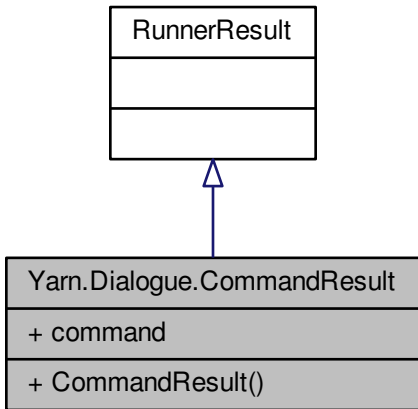 RunnerResult
Yarn.Dialogue.CommandResult
+ command
+ CommandResult()